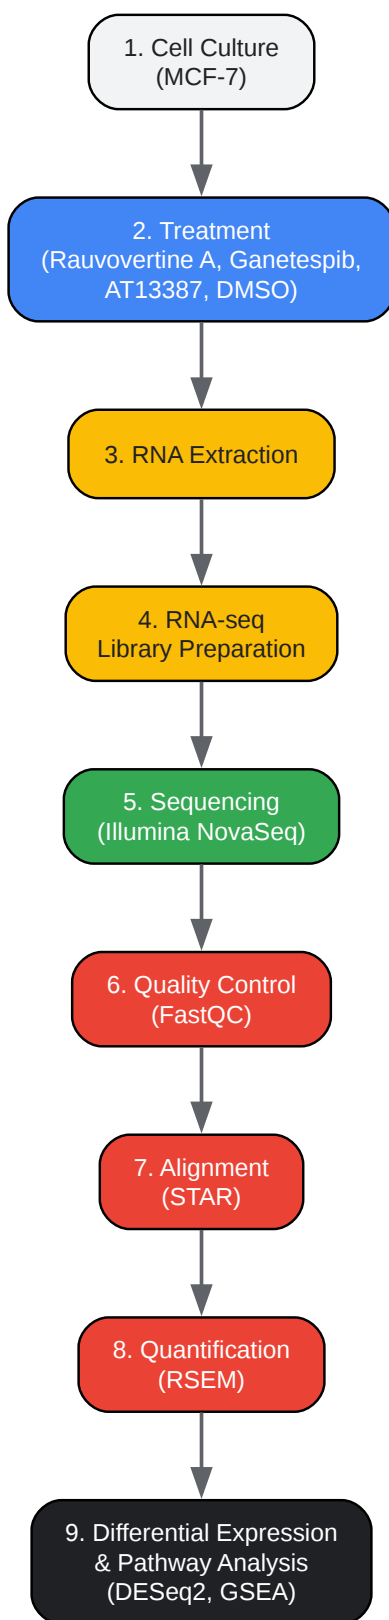 1. Cell Culture
(MCF-7)
2. Treatment
(Rauvovertine A, Ganetespib,
AT13387, DMSO)
3. RNA Extraction
4. RNA-seq
Library Preparation
5. Sequencing
(Illumina NovaSeq)
6. Quality Control
(FastQC)
7. Alignment
(STAR)
8. Quantification
(RSEM)
9. Differential Expression
& Pathway Analysis
(DESeq2, GSEA)